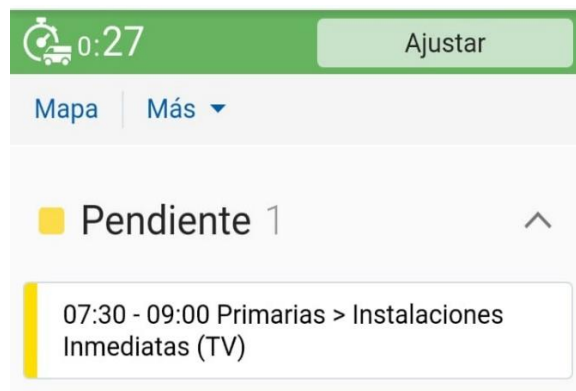 0:27
Ajustar
Mapa
Más
Pendiente 1
07:30 - 09:00 Primarias > Instalaciones
Inmediatas (TV)